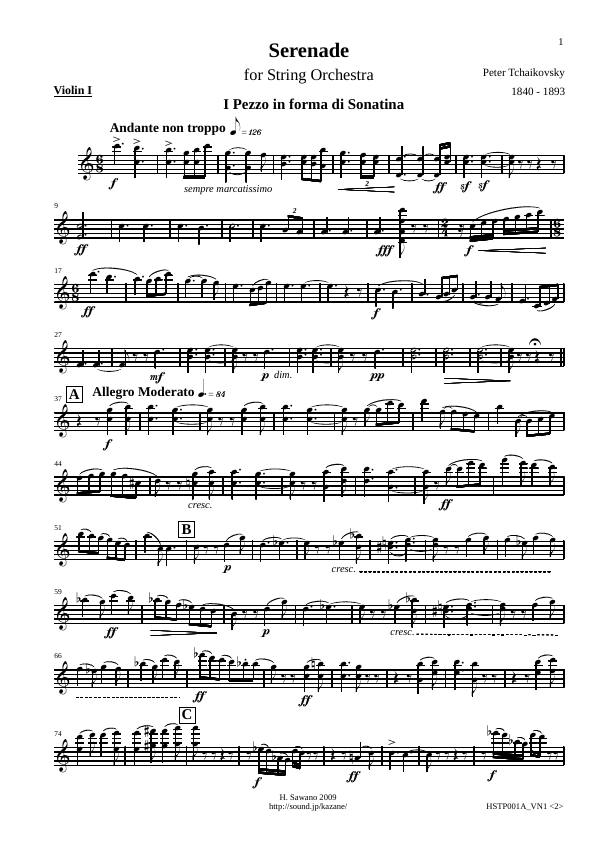 1
Serenade
for String Orchestra
Peter Tchaikovsky
Violin I
1840 - 1893
I Pezzo in forma di Sonatina
Andante non troppo = 126
f
sempre marcatissimo
2
ff sf sf
9
2
ff
fff
f
17
ff
f
27
mf
p dim.
pp
A Allegro Moderato = 84
37
f
44
cresc.
ff
51
B
p
cresc.
59
ff
p
cresc.
66
ff
ff
C
74
f
ff
f
H. Sawano 2009
http://sound.jp/kazane/
HSTP001A_VN1 <2>